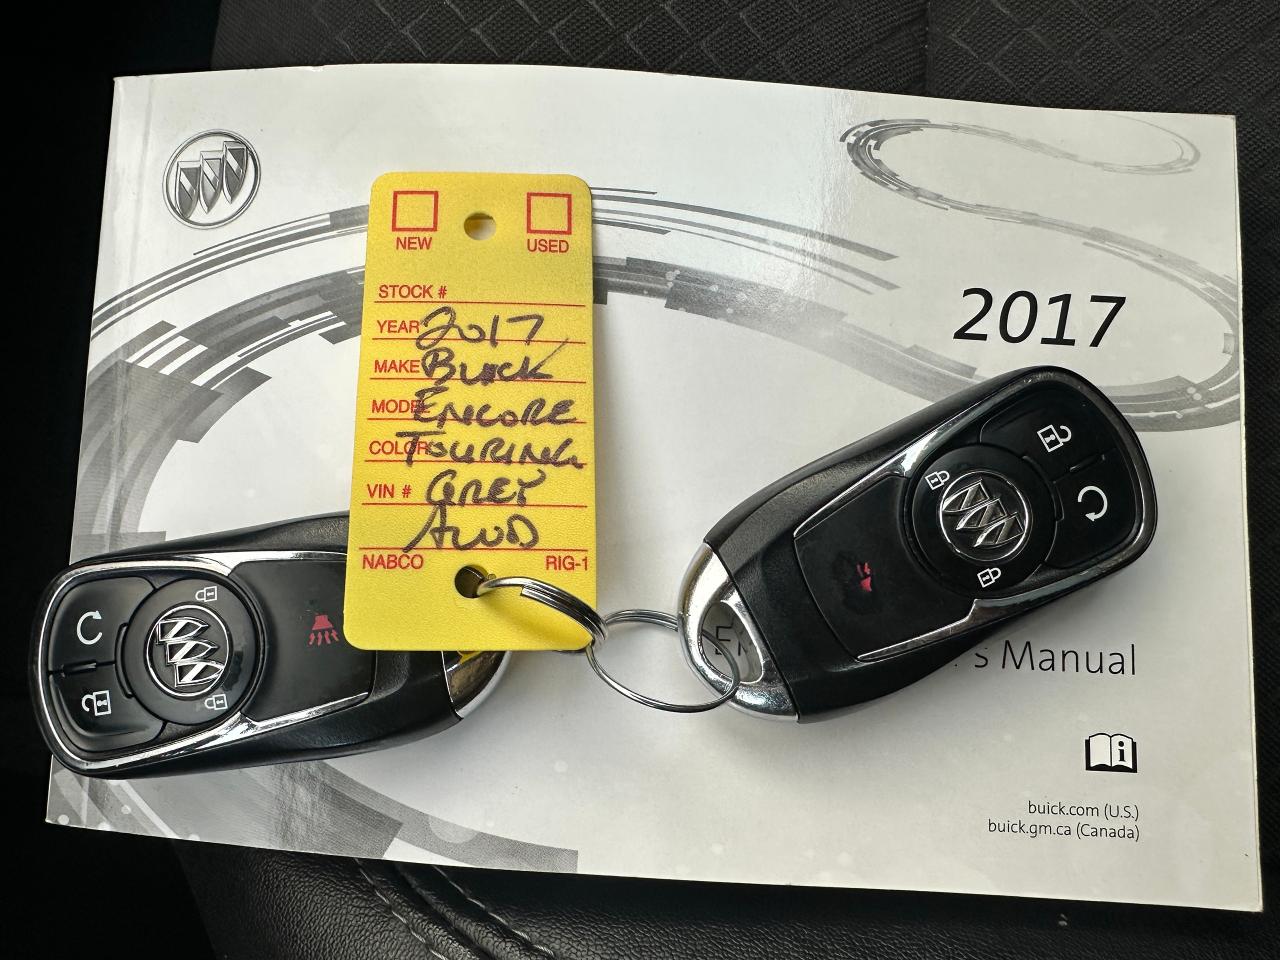 NEW USED
STOCK #
YEAR 2017
MAKE Buick
MODEL ENCORE
COLOR TOURING
VIN # GREY
AWD
NABCO RIG-1
2017
's Manual
buick.com (U.S.)
buick.gm.ca (Canada)